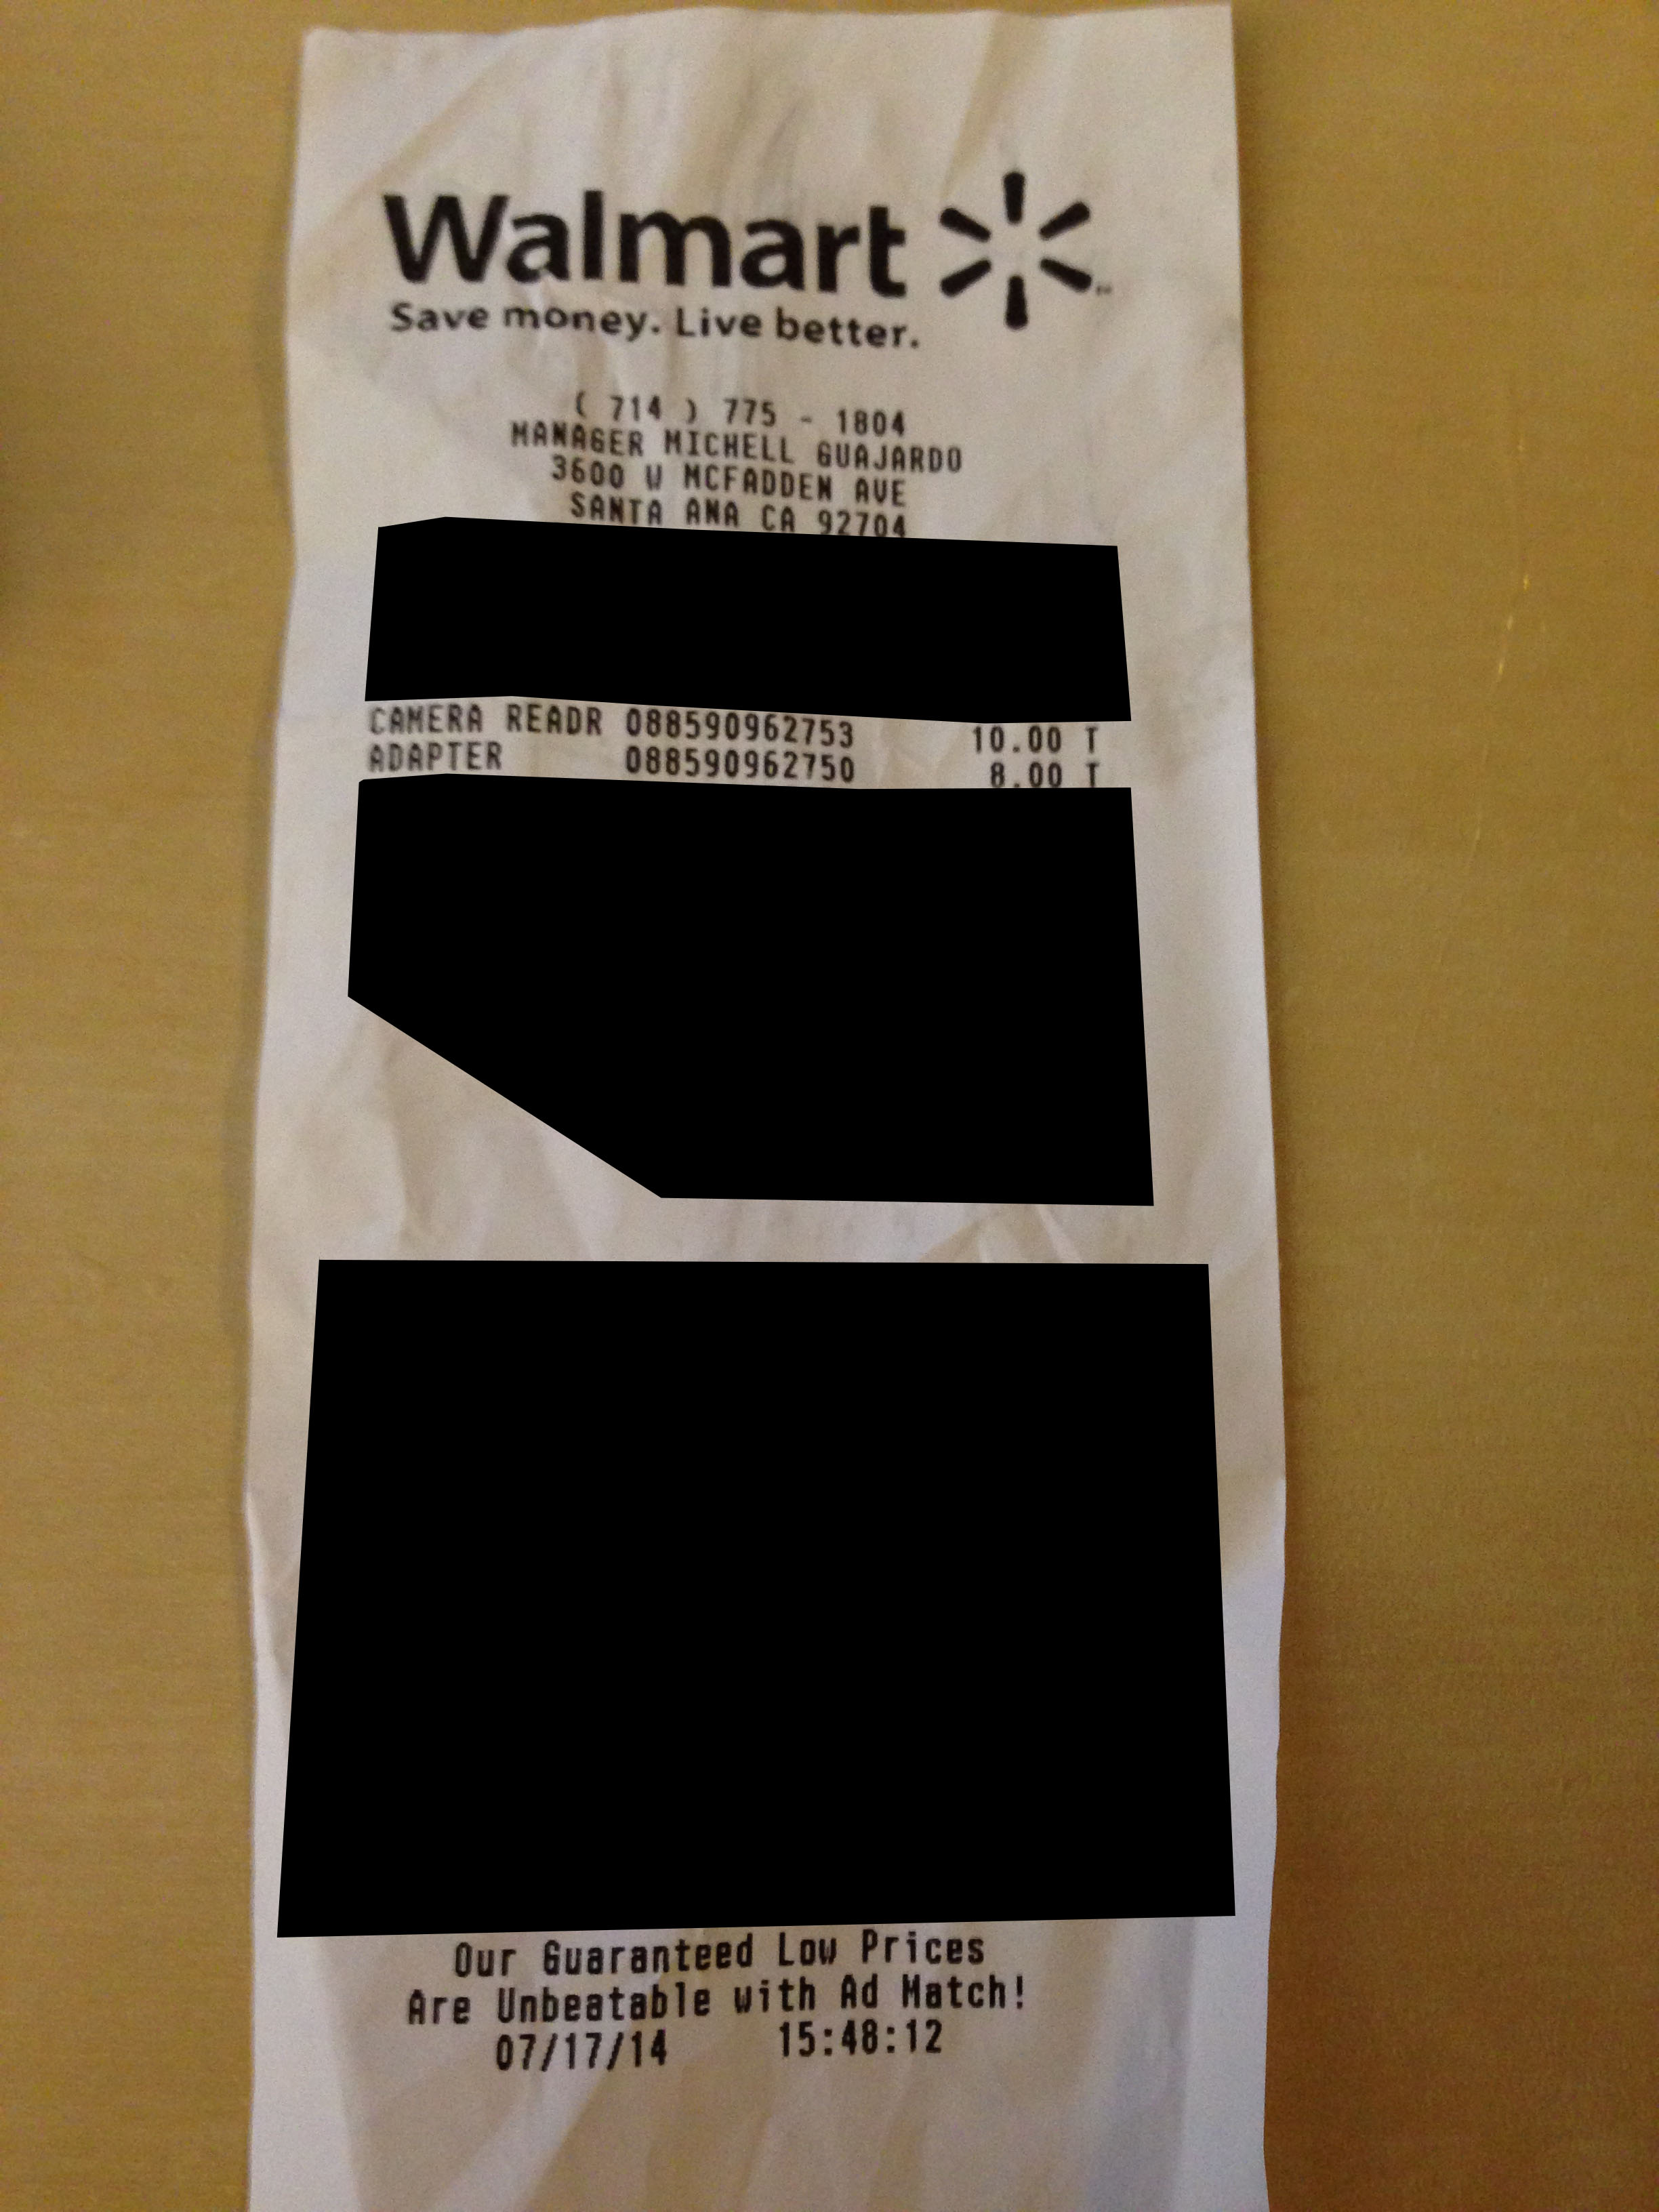 Walmart
Save money. Live better.
( 714 ) 775 - 1804
MANAGER MICHELL GUAJARDO
3600 W MCFADDEN AVE
SANTA ANA CA 92704
CAMERA READR 088590962753 10.00 T
ADAPTER 088590962750 8.00 T
Our Guaranteed Low Prices
Are Unbeatable with Ad Match!
07/17/14 15:48:12